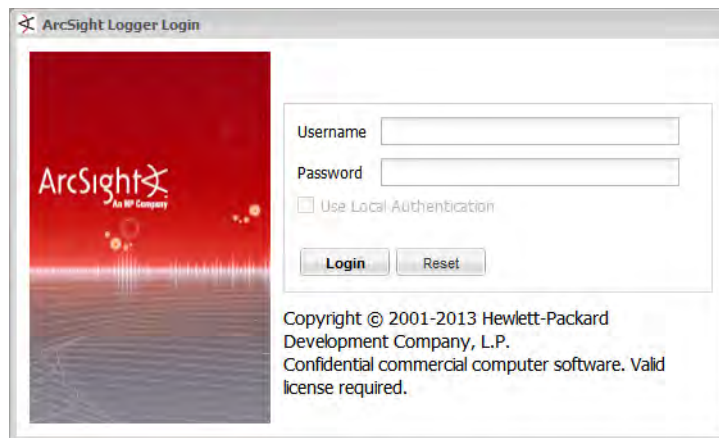 ArcSight Logger Login
ArcSight
An HP Company
Username
Password
Use Local Authentication
Login Reset
Copyright © 2001-2013 Hewlett-Packard
Development Company, L.P.
Confidential commercial computer software. Valid
license required.